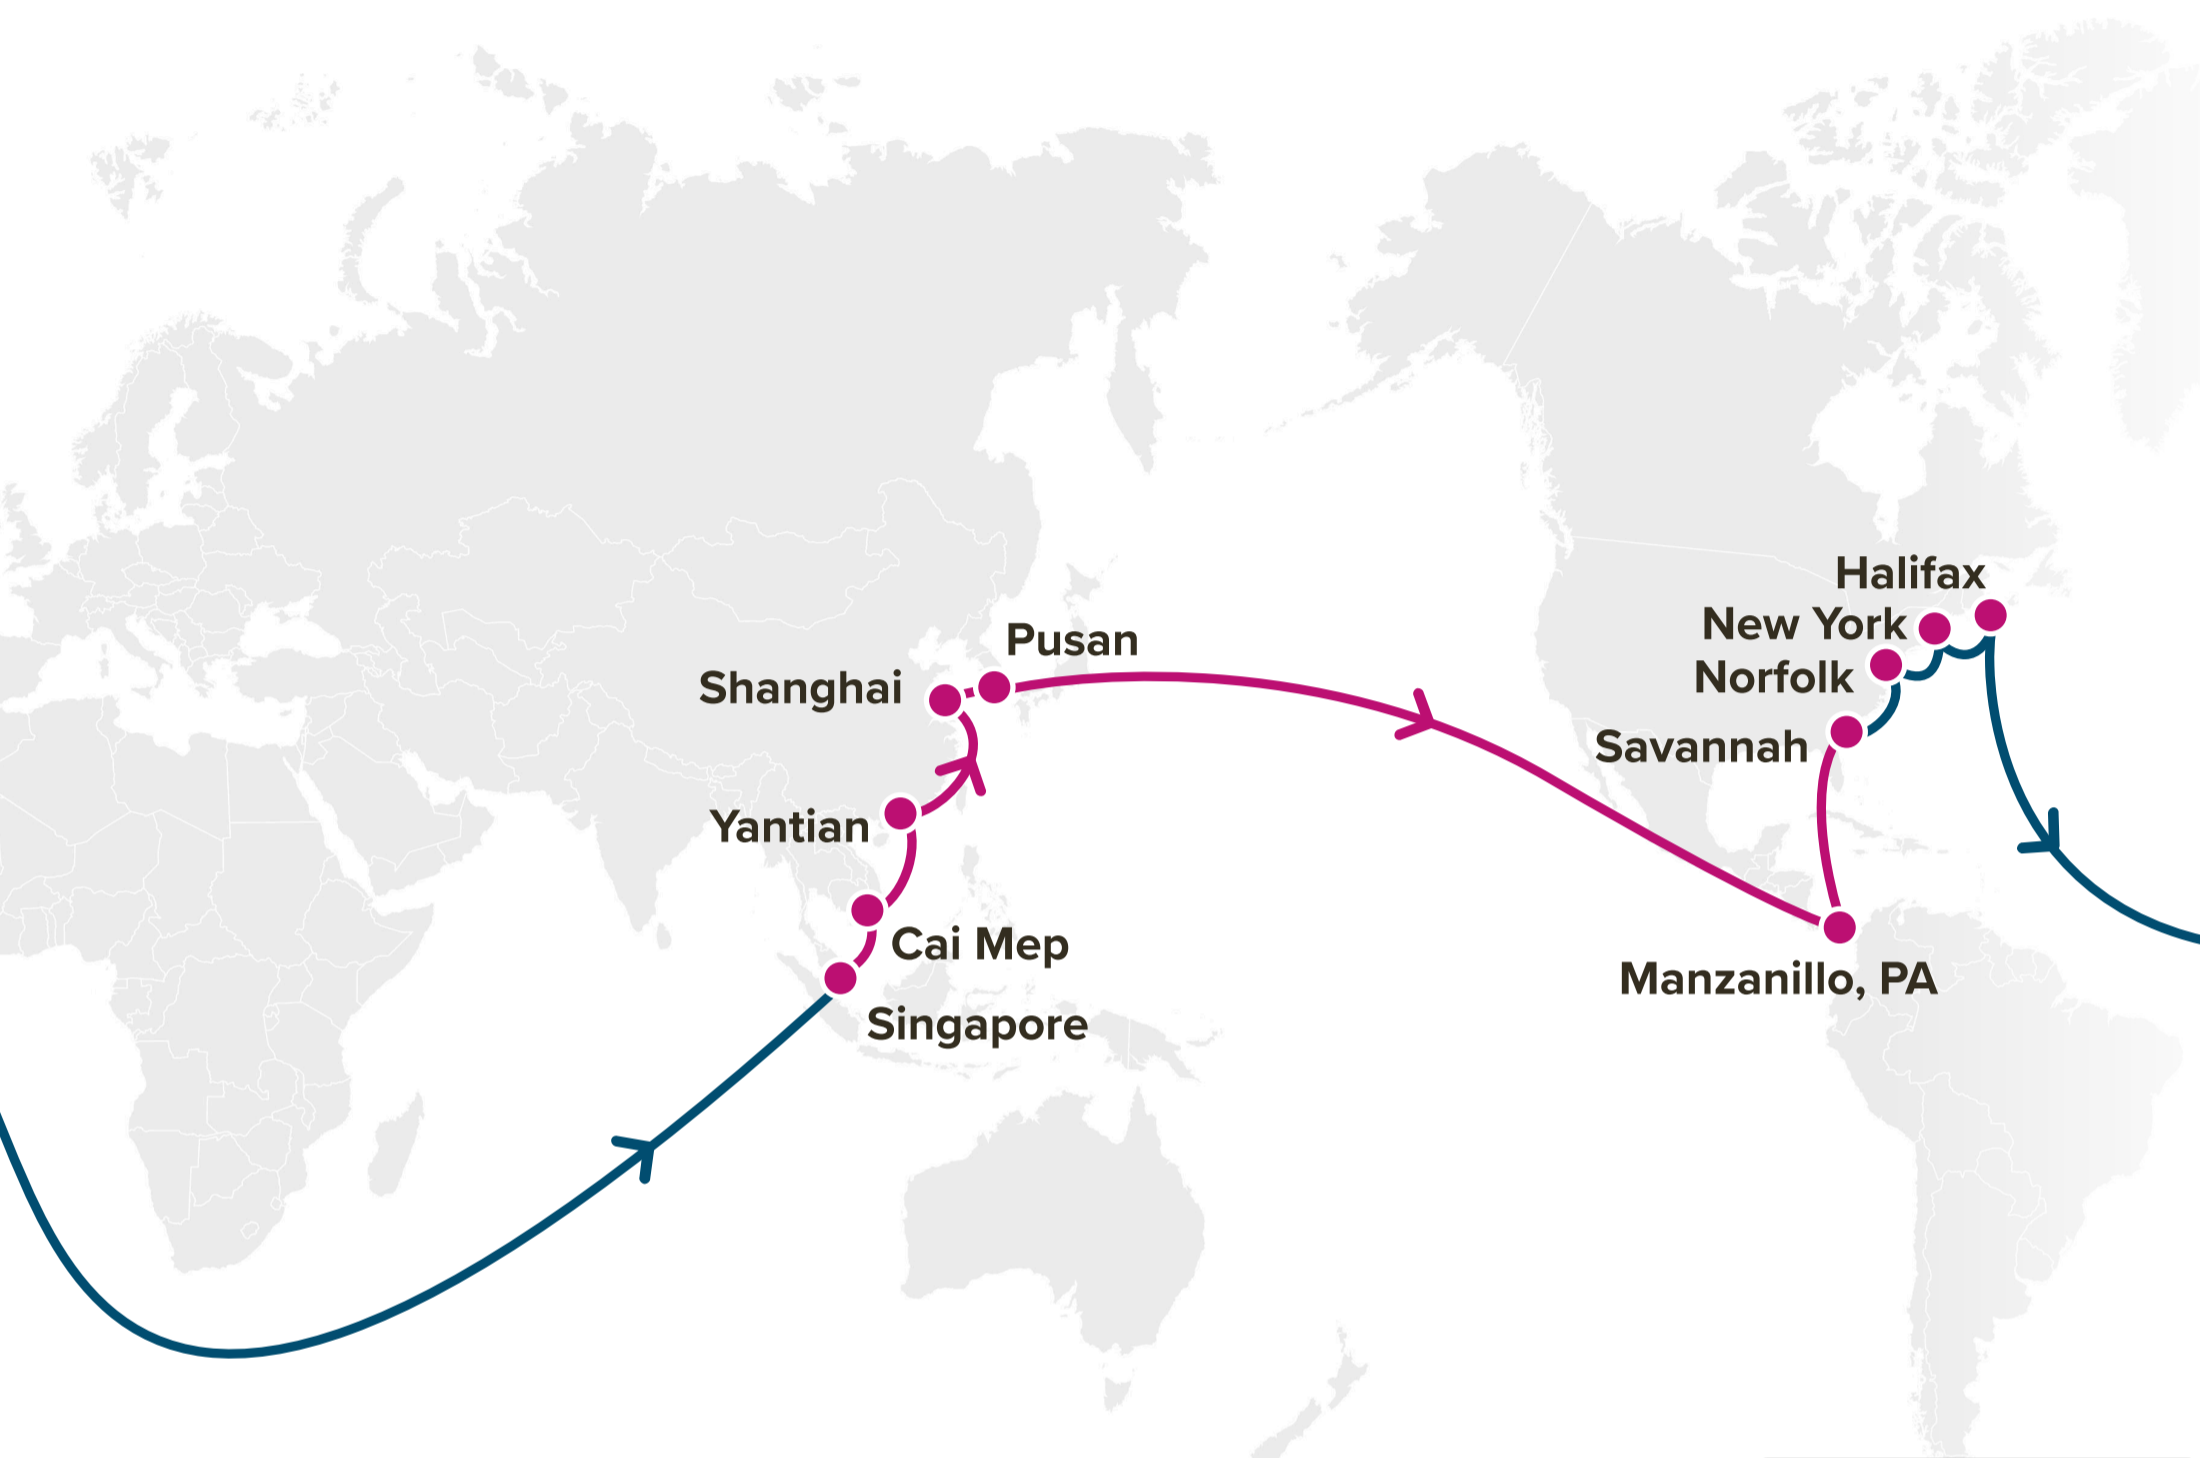 Halifax
New York
Norfolk
Pusan
Shanghai
Savannah
Yantian
Cai Mep
Manzanillo, PA
Singapore